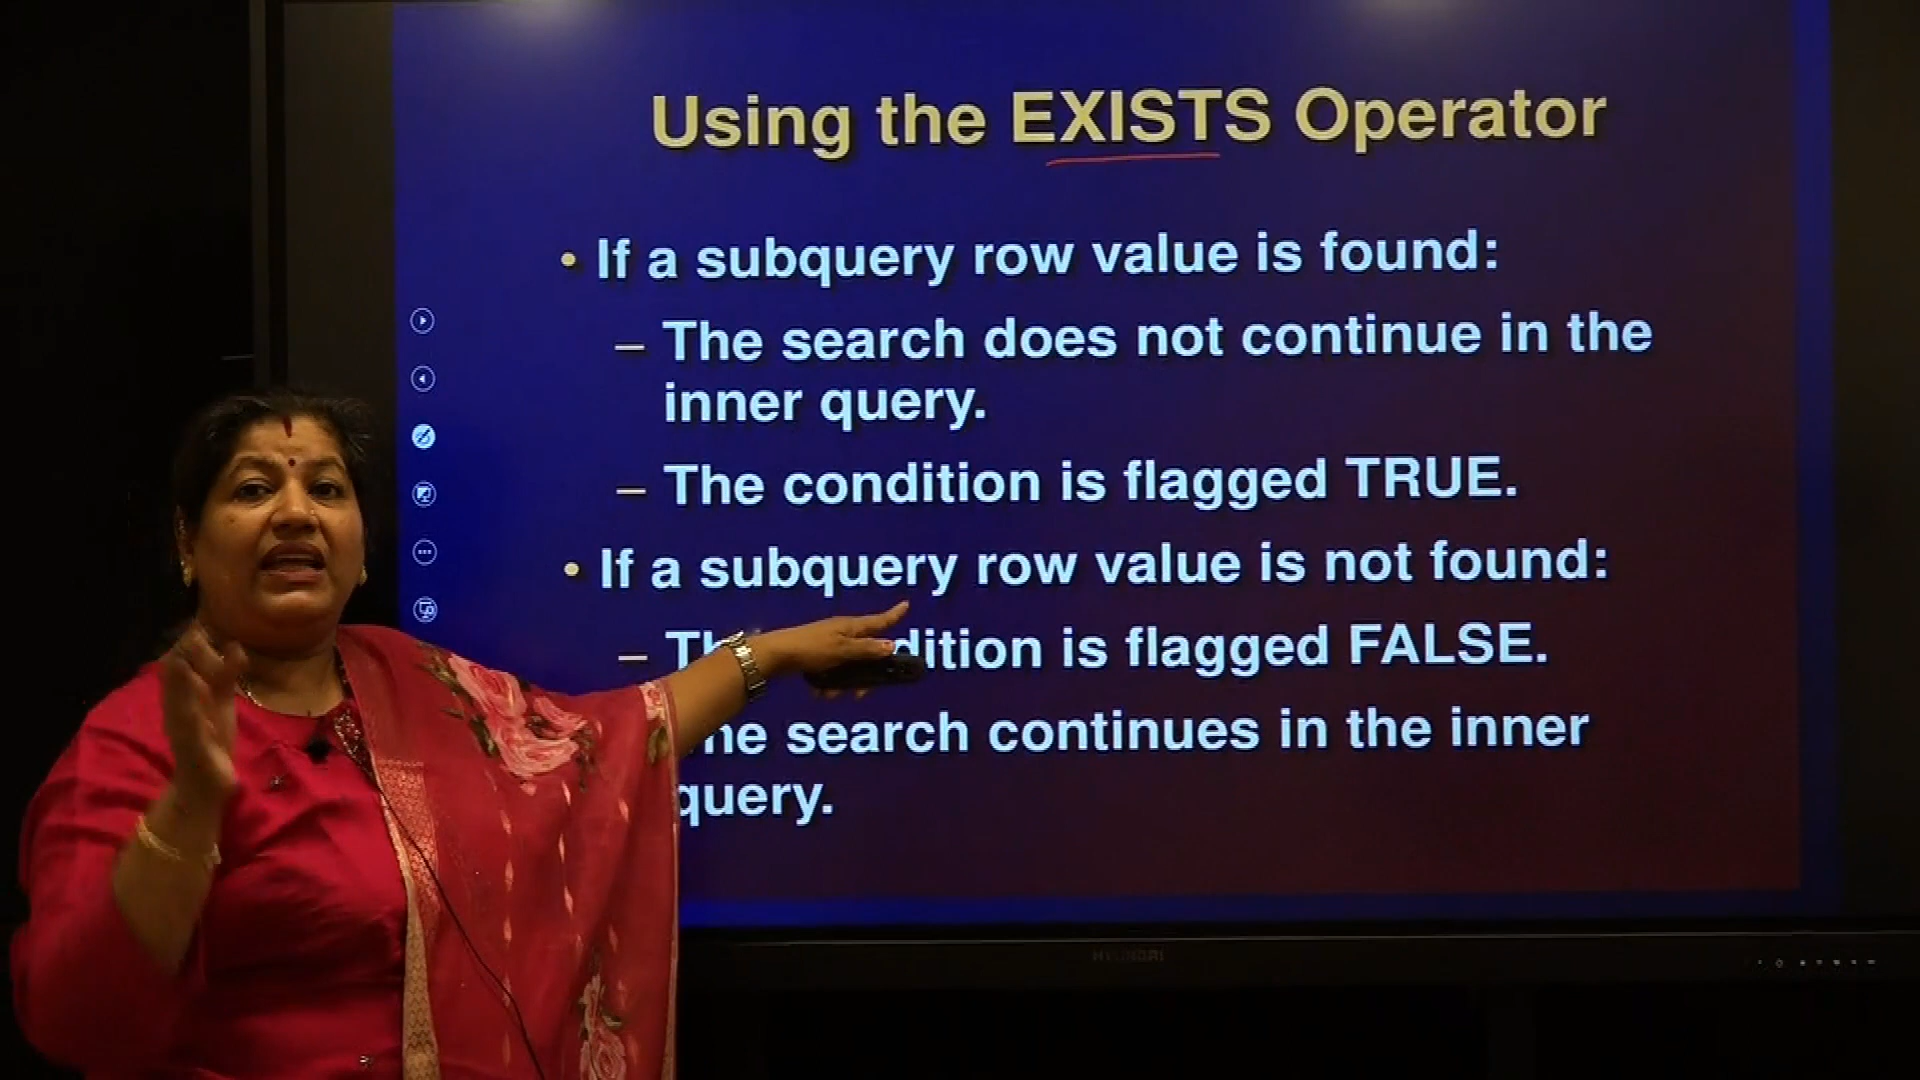 Using the EXISTS Operator
• If a subquery row value is found:
– The search does not continue in the
inner query.
– The condition is flagged TRUE.
• If a subquery row value is not found:
– is flagged FALSE.
search continues in the inner
query.
HYUNDAI